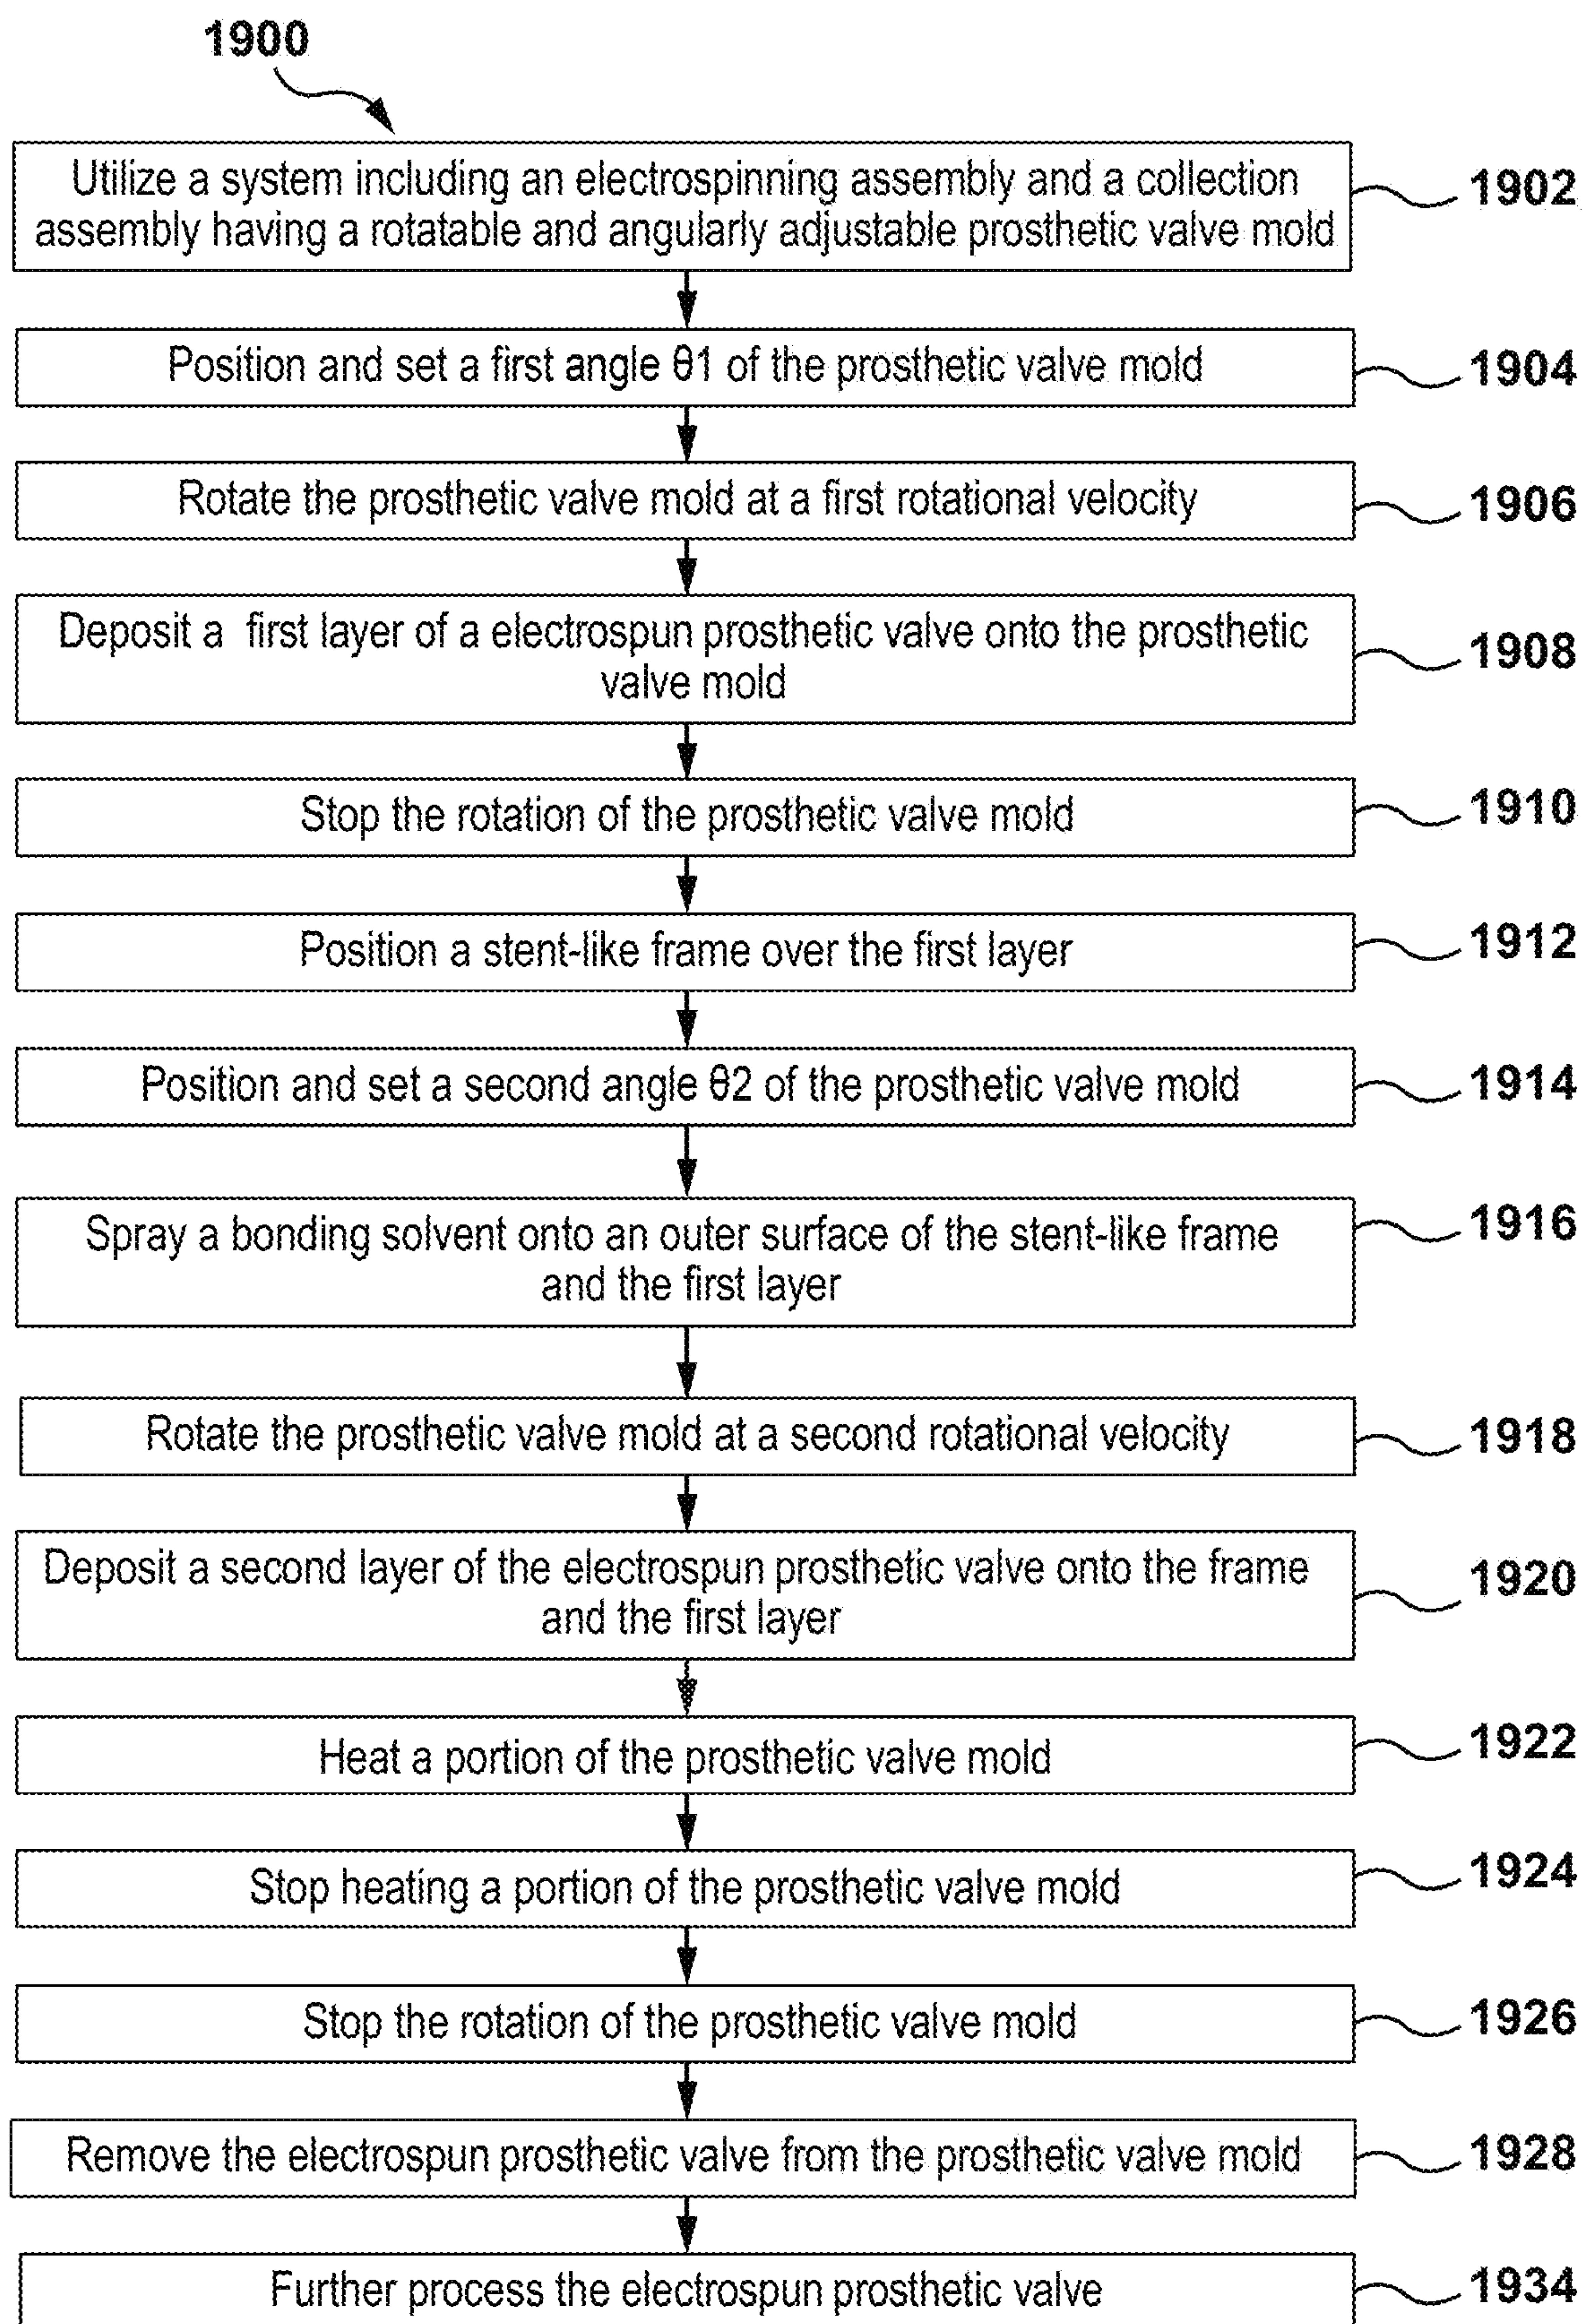 1900
Utilize a system including an electrospinning assembly and a collection
assembly having a rotatable and angularly adjustable prosthetic valve mold
1902
Position and set a first angle θ1 of the prosthetic valve mold
1904
Rotate the prosthetic valve mold at a first rotational velocity
1906
Deposit a first layer of a electrospun prosthetic valve onto the prosthetic
valve mold
1908
Stop the rotation of the prosthetic valve mold
1910
Position a stent-like frame over the first layer
1912
Position and set a second angle θ2 of the prosthetic valve mold
1914
Spray a bonding solvent onto an outer surface of the stent-like frame
and the first layer
1916
Rotate the prosthetic valve mold at a second rotational velocity
1918
Deposit a second layer of the electrospun prosthetic valve onto the frame
and the first layer
1920
Heat a portion of the prosthetic valve mold
1922
Stop heating a portion of the prosthetic valve mold
1924
Stop the rotation of the prosthetic valve mold
1926
Remove the electrospun prosthetic valve from the prosthetic valve mold
1928
Further process the electrospun prosthetic valve
1934